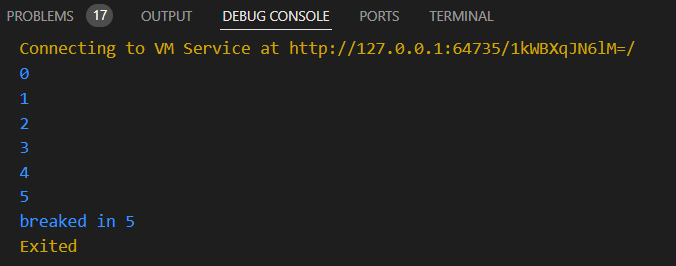 PROBLEMS 17 OUTPUT DEBUG CONSOLE PORTS TERMINAL
Connecting to VM Service at http://127.0.0.1:64735/1kWBXqJN6lM=/
0
1
2
3
4
5
breaked in 5
Exited